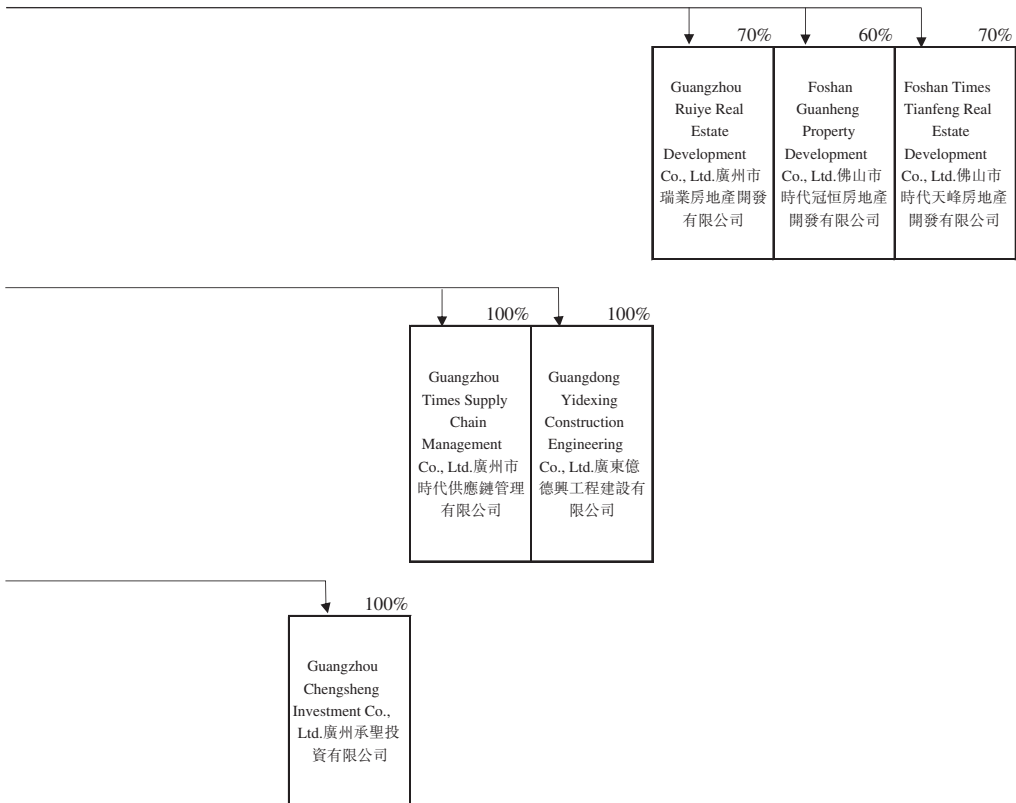 70%
60%
70%
Guangzhou
Ruiye Real
Estate
Development
Co., Ltd.廣州市
瑞業房地產開發
有限公司
Foshan
Guanheng
Property
Development
Co., Ltd.佛山市
時代冠恒房地產
開發有限公司
Foshan Times
Tianfeng Real
Estate
Development
Co., Ltd.佛山市
時代天峰房地產
開發有限公司
100%
100%
Guangzhou
Times Supply
Chain
Management
Co., Ltd.廣州市
時代供應鏈管理
有限公司
Guangdong
Yidexing
Construction
Engineering
Co., Ltd.廣東億
德興工程建設有
限公司
100%
Guangzhou
Chengsheng
Investment Co.,
Ltd.廣州承聖投
資有限公司